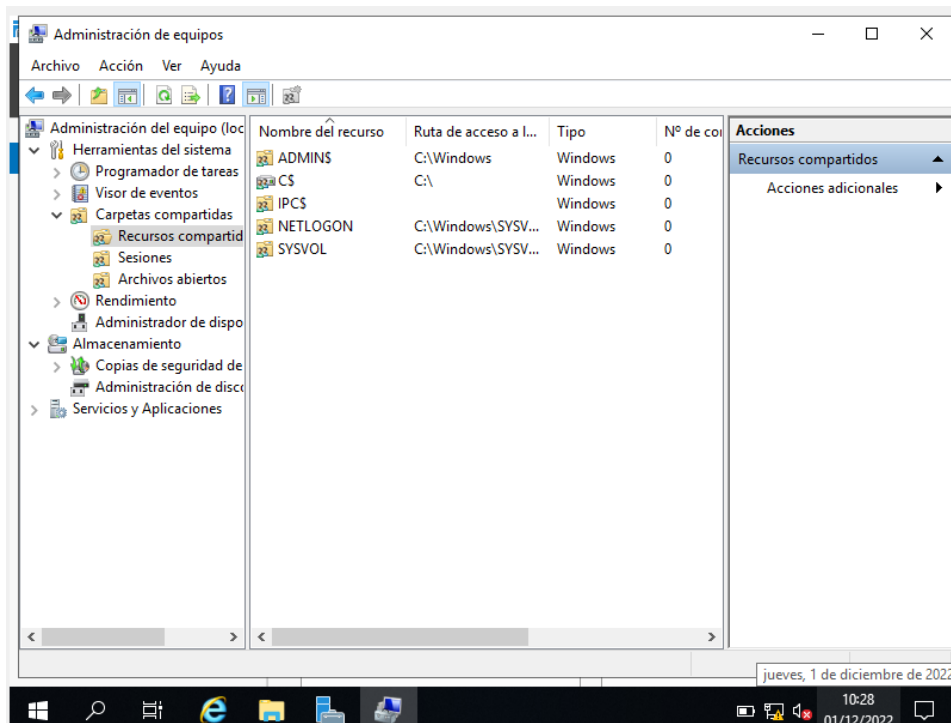 Administración de equipos
Archivo Acción Ver Ayuda
Administración del equipo (loc
Herramientas del sistema
Programador de tareas
Visor de eventos
Carpetas compartidas
Recursos compartid
Sesiones
Archivos abiertos
Rendimiento
Administrador de dispo
Almacenamiento
Copias de seguridad de
Administración de disco
Servicios y Aplicaciones
Nombre del recurso Ruta de acceso a l... Tipo Nº de co
ADMIN$ C:\Windows Windows 0
C$ C:\ Windows 0
IPC$ Windows 0
NETLOGON C:\Windows\SYSV... Windows 0
SYSVOL C:\Windows\SYSV... Windows 0
Acciones
Recursos compartidos
Acciones adicionales
jueves, 1 de diciembre de 2022
10:28
01/12/2022